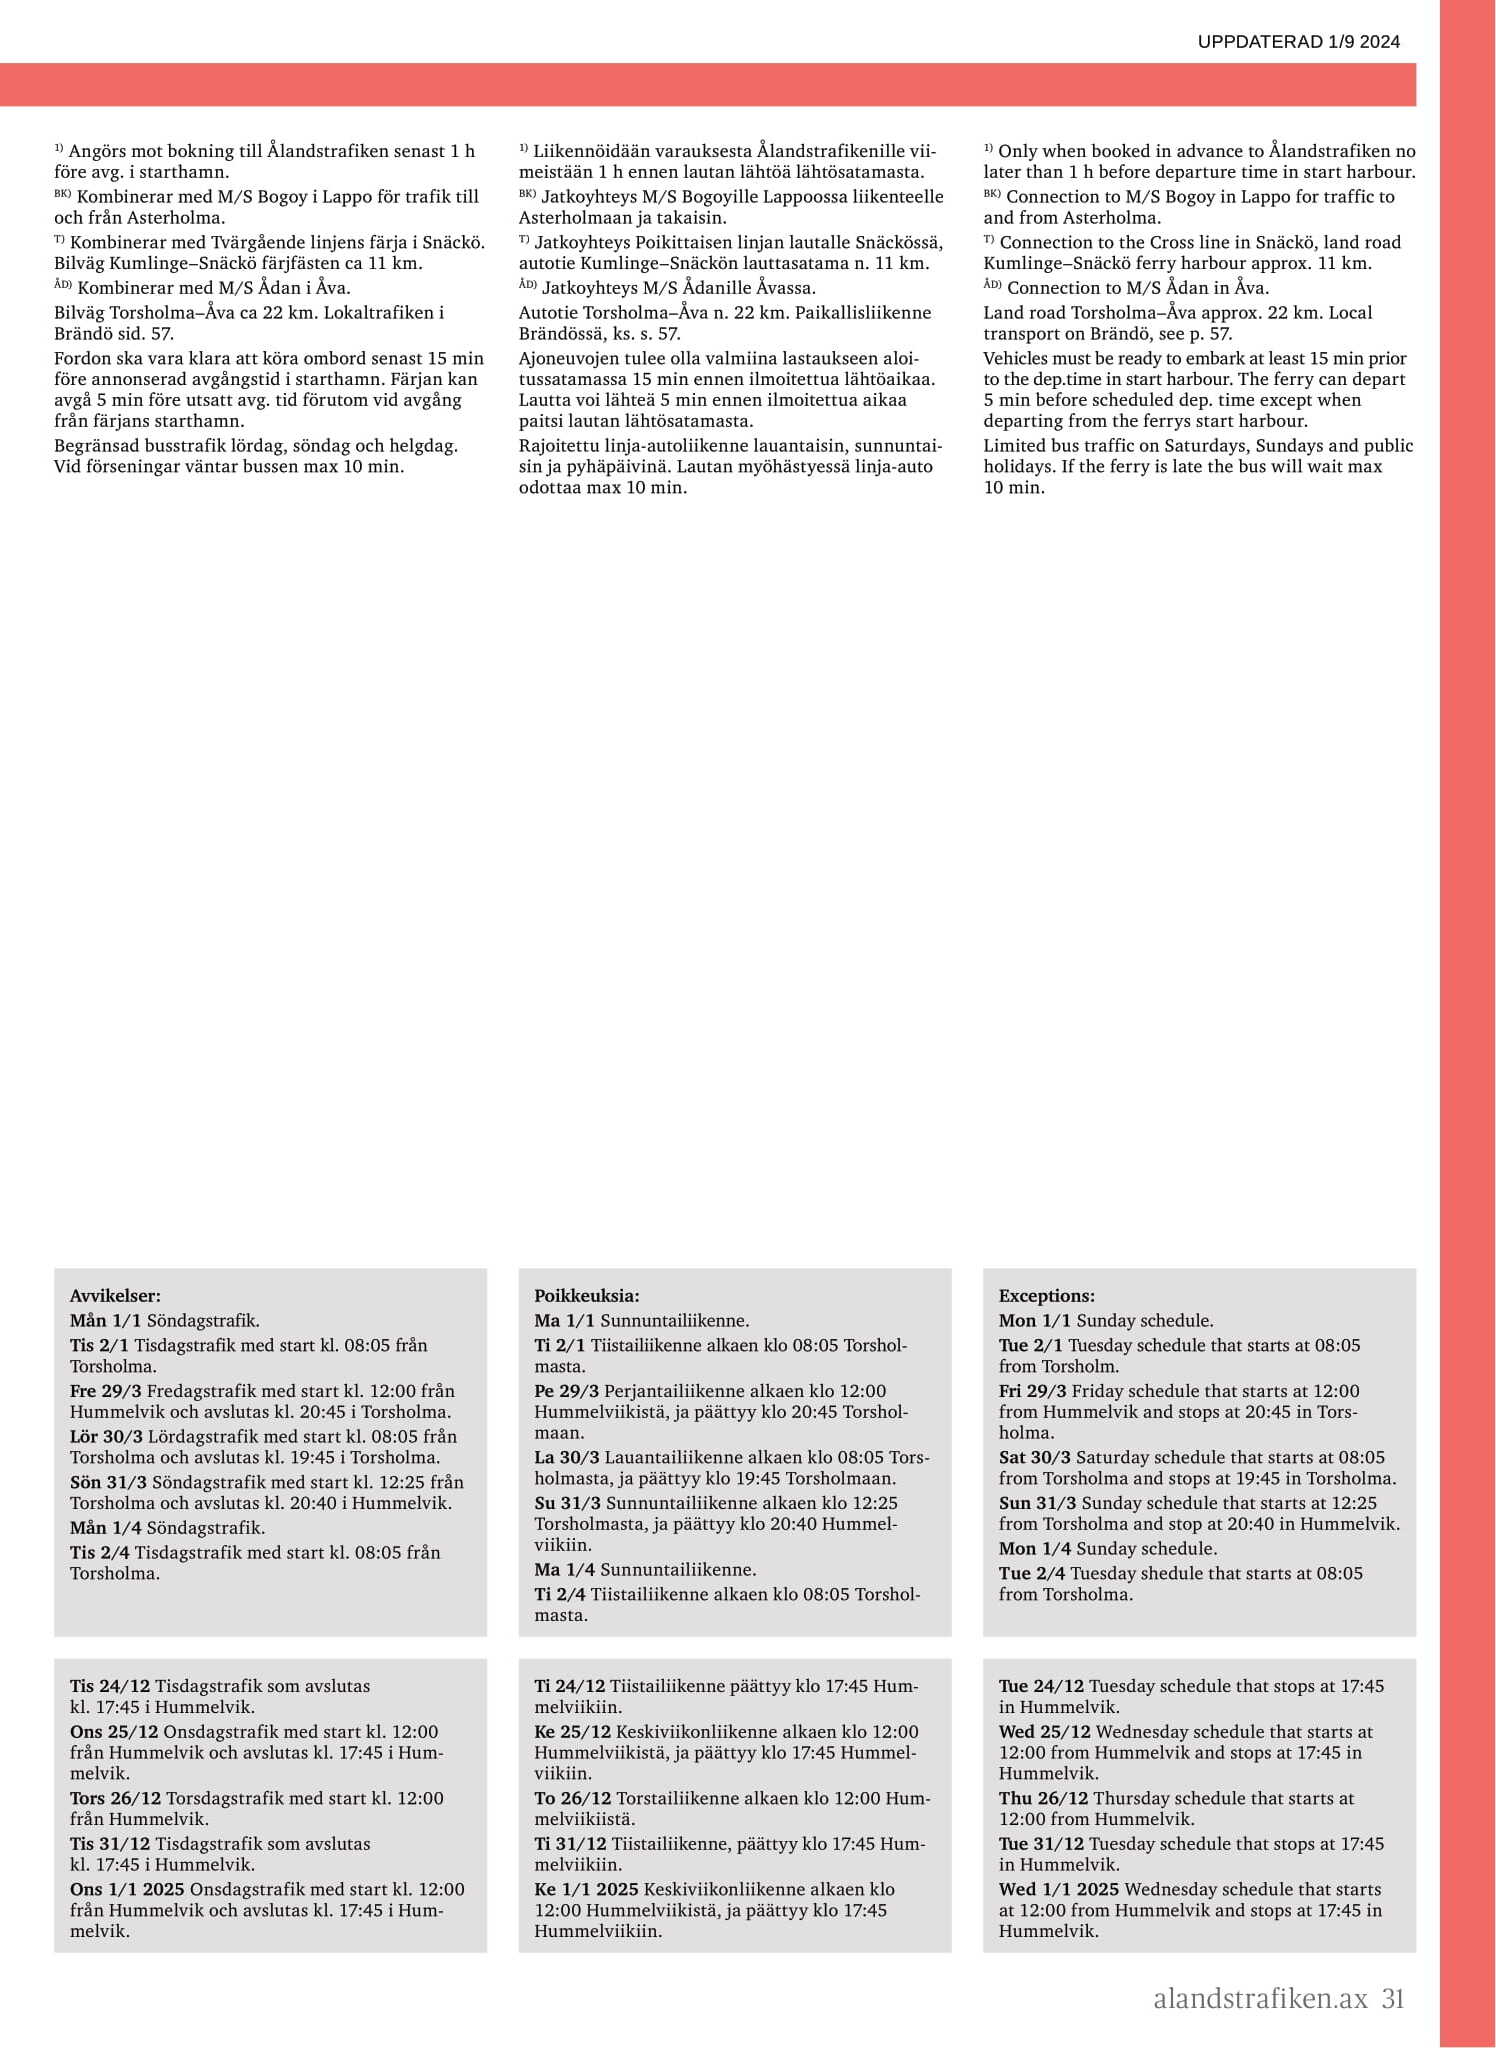 UPPDATERAD 1/9 2024
1) Angörs mot bokning till Ålandstrafiken senast 1 h
före avg. i starthamn.
BK) Kombinerar med M/S Bogoy i Lappo för trafik till
och från Asterholma.
T) Kombinerar med Tvärgående linjens färja i Snäckö.
Bilväg Kumlinge–Snäckö färjfästen ca 11 km.
ÅD) Kombinerar med M/S Ådan i Åva.
Bilväg Torsholma–Åva ca 22 km. Lokaltrafiken i
Brändö sid. 57.
Fordon ska vara klara att köra ombord senast 15 min
före annonserad avgångstid i starthamn. Färjan kan
avgå 5 min före utsatt avg. tid förutom vid avgång
från färjans starthamn.
Begränsad busstrafik lördag, söndag och helgdag.
Vid förseningar väntar bussen max 10 min.
1) Liikennöidään varauksesta Ålandstrafikenille vii-
meistään 1 h ennen lautan lähtöä lähtösatamasta.
BK) Jatkoyhteys M/S Bogoyille Lappoossa liikenteelle
Asterholmaan ja takaisin.
T) Jatkoyhteys Poikittaisen linjan lautalle Snäckössä,
autotie Kumlinge–Snäckön lauttasatama n. 11 km.
ÅD) Jatkoyhteys M/S Ådanille Åvassa.
Autotie Torsholma–Åva n. 22 km. Paikallisliikenne
Brändössä, ks. s. 57.
Ajoneuvojen tulee olla valmiina lastaukseen aloi-
tussatamassa 15 min ennen ilmoitettua lähtöaikaa.
Lautta voi lähteä 5 min ennen ilmoitettua aikaa
paitsi lautan lähtösatamasta.
Rajoitettu linja-autoliikenne lauantaisin, sunnuntai-
sin ja pyhäpäivinä. Lautan myöhästyessä linja-auto
odottaa max 10 min.
1) Only when booked in advance to Ålandstrafiken no
later than 1 h before departure time in start harbour.
BK) Connection to M/S Bogoy in Lappo for traffic to
and from Asterholma.
T) Connection to the Cross line in Snäckö, land road
Kumlinge–Snäckö ferry harbour approx. 11 km.
ÅD) Connection to M/S Ådan in Åva.
Land road Torsholma–Åva approx. 22 km. Local
transport on Brändö, see p. 57.
Vehicles must be ready to embark at least 15 min prior
to the dep.time in start harbour. The ferry can depart
5 min before scheduled dep. time except when
departing from the ferrys start harbour.
Limited bus traffic on Saturdays, Sundays and public
holidays. If the ferry is late the bus will wait max
10 min.
Avvikelser:
Mån 1/1 Söndagstrafik.
Tis 2/1 Tisdagstrafik med start kl. 08:05 från
Torsholma.
Fre 29/3 Fredagstrafik med start kl. 12:00 från
Hummelvik och avslutas kl. 20:45 i Torsholma.
Lör 30/3 Lördagstrafik med start kl. 08:05 från
Torsholma och avslutas kl. 19:45 i Torsholma.
Sön 31/3 Söndagstrafik med start kl. 12:25 från
Torsholma och avslutas kl. 20:40 i Hummelvik.
Mån 1/4 Söndagstrafik.
Tis 2/4 Tisdagstrafik med start kl. 08:05 från
Torsholma.
Poikkeuksia:
Ma 1/1 Sunnuntailiikenne.
Ti 2/1 Tiistailiikenne alkaen klo 08:05 Torshol-
masta.
Pe 29/3 Perjantailiikenne alkaen klo 12:00
Hummelviikistä, ja päättyy klo 20:45 Torshol-
maan.
La 30/3 Lauantailiikenne alkaen klo 08:05 Tors-
holmasta, ja päättyy klo 19:45 Torsholmaan.
Su 31/3 Sunnuntailiikenne alkaen klo 12:25
Torsholmasta, ja päättyy klo 20:40 Hummel-
viikiin.
Ma 1/4 Sunnuntailiikenne.
Ti 2/4 Tiistailiikenne alkaen klo 08:05 Torshol-
masta.
Exceptions:
Mon 1/1 Sunday schedule.
Tue 2/1 Tuesday schedule that starts at 08:05
from Torsholm.
Fri 29/3 Friday schedule that starts at 12:00
from Hummelvik and stops at 20:45 in Tors-
holma.
Sat 30/3 Saturday schedule that starts at 08:05
from Torsholma and stops at 19:45 in Torsholma.
Sun 31/3 Sunday schedule that starts at 12:25
from Torsholma and stop at 20:40 in Hummelvik.
Mon 1/4 Sunday schedule.
Tue 2/4 Tuesday shedule that starts at 08:05
from Torsholma.
Tis 24/12 Tisdagstrafik som avslutas
kl. 17:45 i Hummelvik.
Ons 25/12 Onsdagstrafik med start kl. 12:00
från Hummelvik och avslutas kl. 17:45 i Hum-
melvik.
Tors 26/12 Torsdagstrafik med start kl. 12:00
från Hummelvik.
Tis 31/12 Tisdagstrafik som avslutas
kl. 17:45 i Hummelvik.
Ons 1/1 2025 Onsdagstrafik med start kl. 12:00
från Hummelvik och avslutas kl. 17:45 i Hum-
melvik.
Ti 24/12 Tiistailiikenne päättyy klo 17:45 Hum-
melviikiin.
Ke 25/12 Keskiviikonliikenne alkaen klo 12:00
Hummelviikistä, ja päättyy klo 17:45 Hummel-
viikiin.
To 26/12 Torstailiikenne alkaen klo 12:00 Hum-
melviikiistä.
Ti 31/12 Tiistailiikenne, päättyy klo 17:45 Hum-
melviikiin.
Ke 1/1 2025 Keskiviikonliikenne alkaen klo
12:00 Hummelviikistä, ja päättyy klo 17:45
Hummelviikiin.
Tue 24/12 Tuesday schedule that stops at 17:45
in Hummelvik.
Wed 25/12 Wednesday schedule that starts at
12:00 from Hummelvik and stops at 17:45 in
Hummelvik.
Thu 26/12 Thursday schedule that starts at
12:00 from Hummelvik.
Tue 31/12 Tuesday schedule that stops at 17:45
in Hummelvik.
Wed 1/1 2025 Wednesday schedule that starts
at 12:00 from Hummelvik and stops at 17:45 in
Hummelvik.
alandstrafiken.ax 31